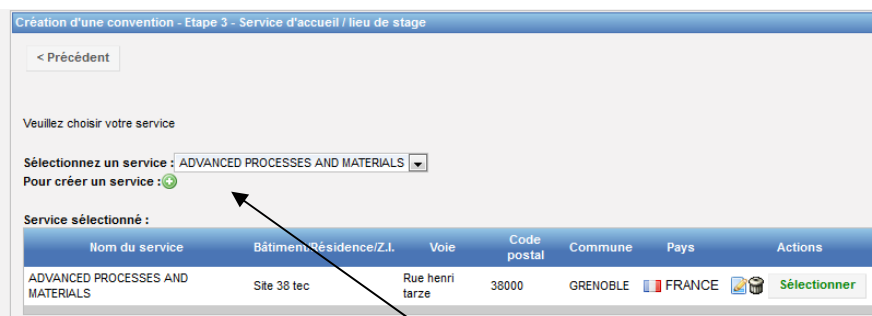 Création d'une convention - Etape 3 - Service d'accueil / lieu de stage
< Précédent
Veuillez choisir votre service
Sélectionnez un service : ADVANCED PROCESSES AND MATERIALS
Pour créer un service :
Service sélectionné :
Nom du service Bâtiment/Résidence/Z.I. Voie Code postal Commune Pays Actions
ADVANCED PROCESSES AND MATERIALS Site 38 tec Rue henri tarze 38000 GRENOBLE FRANCE Sélectionner